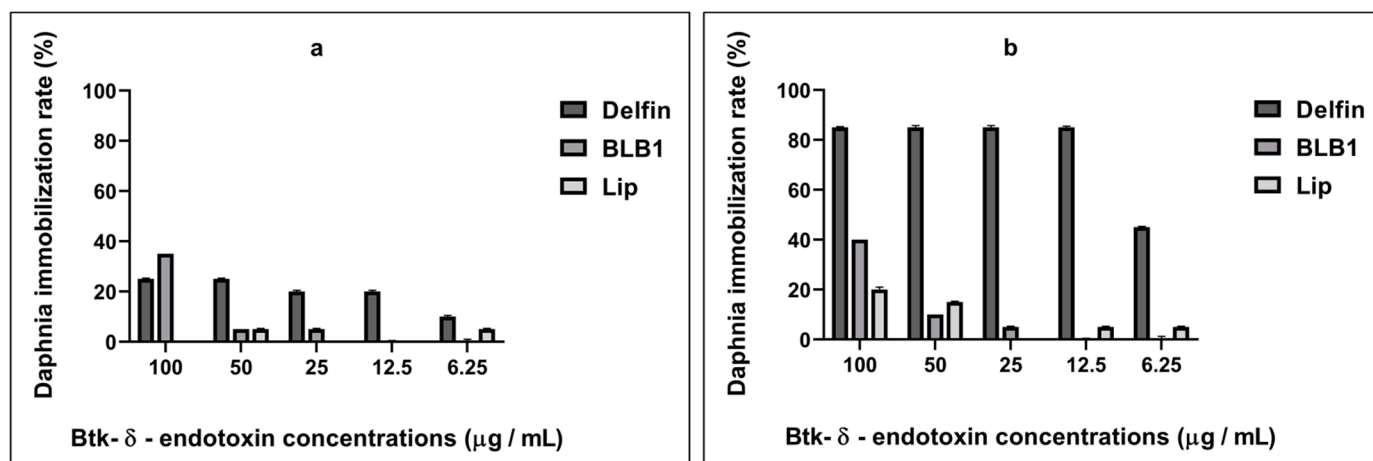 a
Daphnia immobilization rate (%)
100
80
60
40
20
0
100 50 25 12.5 6.25
Btk- δ - endotoxin concentrations (μg / mL)
Delfin
BLB1
Lip
b
Daphnia immobilization rate (%)
100
80
60
40
20
0
100 50 25 12.5 6.25
Btk- δ - endotoxin concentrations (μg / mL)
Delfin
BLB1
Lip